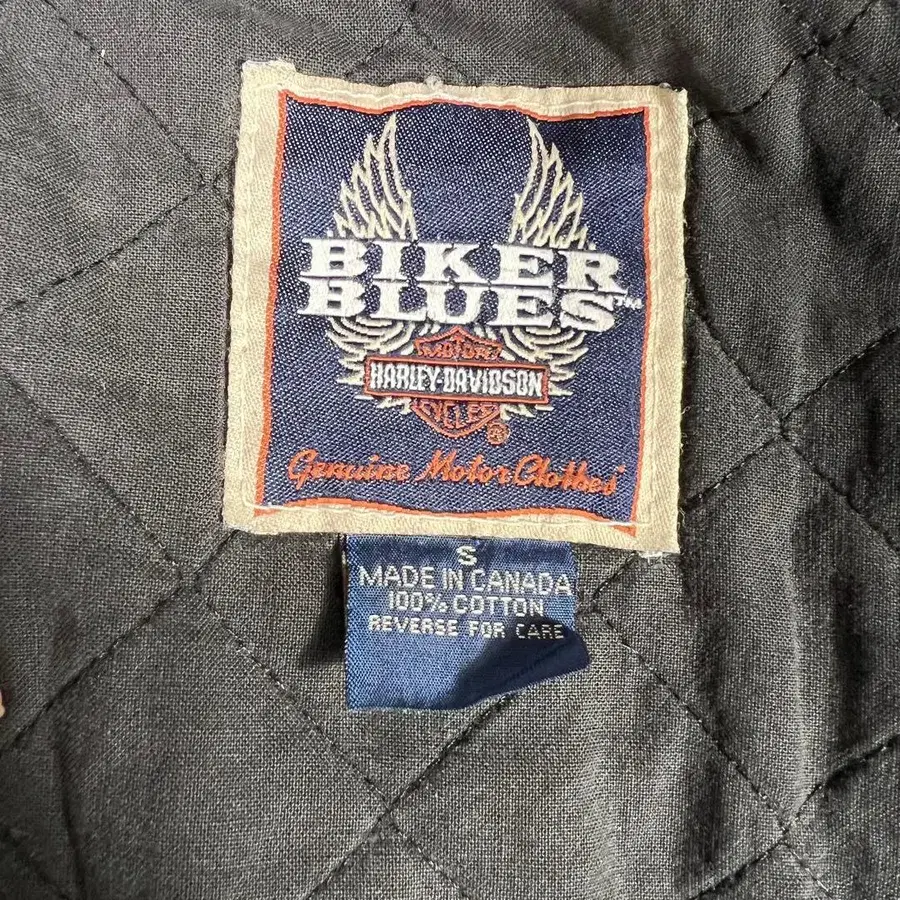 BIKER
BLUES™
MOTOR
HARLEY-DAVIDSON
CYCLES
®
Genuine Motor Clothes
S
MADE IN CANADA
100% COTTON
REVERSE FOR CARE